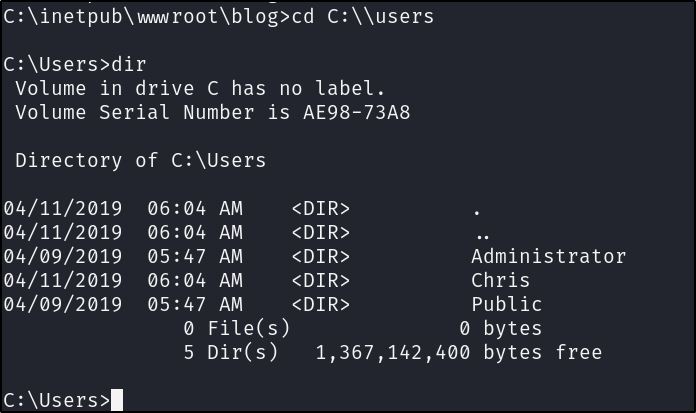 C:\inetpub\wwwroot\blog>cd C:\\users
C:\Users>dir
Volume in drive C has no label.
Volume Serial Number is AE98-73A8
Directory of C:\Users
04/11/2019  06:04 AM    <DIR>          .
04/11/2019  06:04 AM    <DIR>          ..
04/09/2019  05:47 AM    <DIR>          Administrator
04/11/2019  06:04 AM    <DIR>          Chris
04/09/2019  05:47 AM    <DIR>          Public
0 File(s)              0 bytes
5 Dir(s)   1,367,142,400 bytes free
C:\Users>